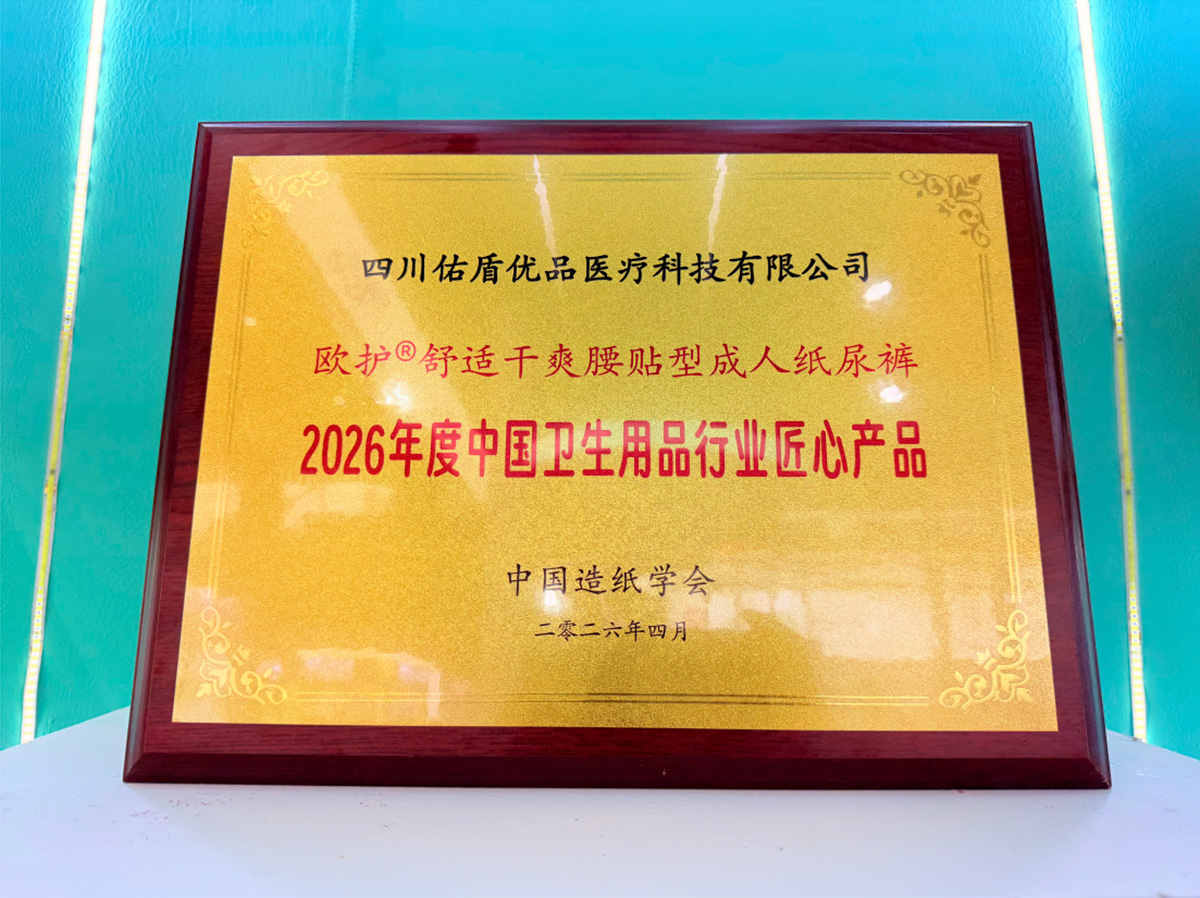 四川佑盾优品医疗科技有限公司
欧护®舒适干爽腰贴型成人纸尿裤
2026年度中国卫生用品行业匠心产品
中国造纸学会
二零二六年四月